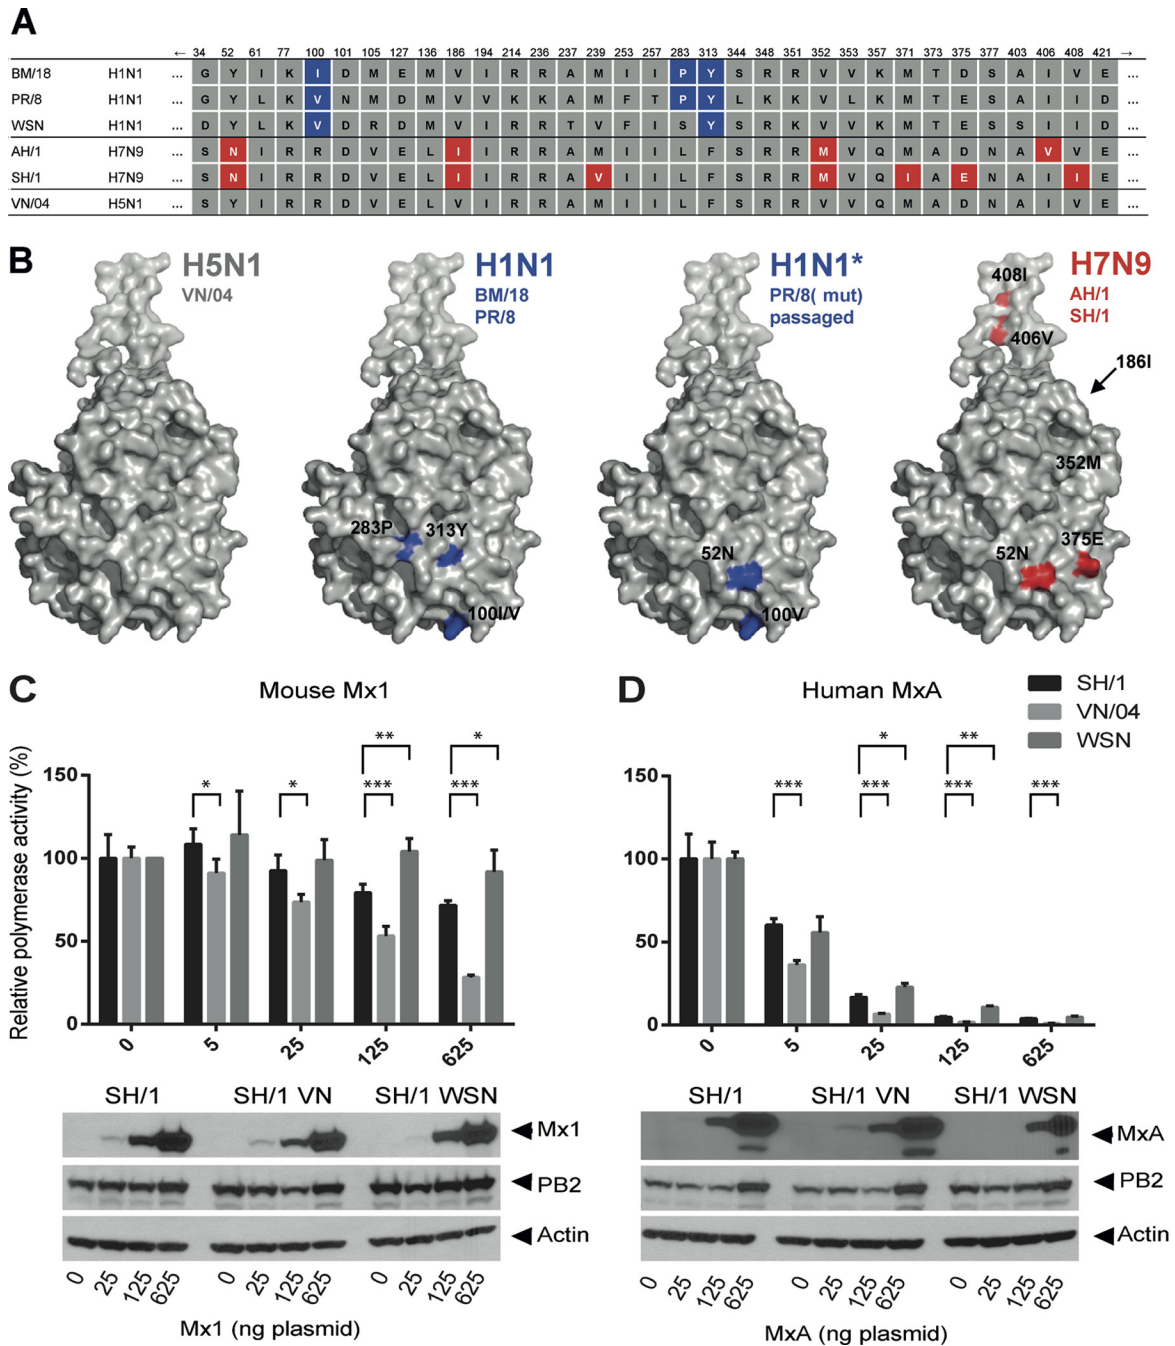 A
← 34 52 61 77 100 101 105 127 136 186 194 214 236 237 239 253 257 283 313 344 348 351 352 353 357 371 373 375 377 403 406 408 421 →
BM/18 H1N1 ... G Y I K I D M E M V I R R A M I I P Y S R R V V K M T D S A I V E ...
PR/8 H1N1 ... G Y L K V N M D M V V K K A M F T P Y L K K V L K M T E S A I I D ...
WSN H1N1 ... D Y L K V D R D M V I R R T V F I S Y S R K V V K M T E S S I I D ...
AH/1 H7N9 ... S N I R R D V E L I I R R A M I I L F S R R M V Q M A D N A V V E ...
SH/1 H7N9 ... S N I R R D V E L I I R R A V I I L F S R R M V Q I A E N A I I E ...
VN/04 H5N1 ... S Y I R R D V E L V I R R A M I I L F S R R V V Q M A D N A I V E ...
B
H5N1
VN/04
H1N1
BM/18
PR/8
283P 313Y
100I/V
H1N1*
PR/8( mut)
passaged
52N
100V
H7N9
AH/1
SH/1
408I
406V
186I
352M
375E
52N
C
Mouse Mx1
Relative polymerase activity (%)
150
100
50
0
* * ** *** * ***
0 5 25 125 625
SH/1 SH/1 VN SH/1 WSN
Mx1
PB2
Actin
0 25 125 625 0 25 125 625 0 25 125 625
Mx1 (ng plasmid)
D
Human MxA
SH/1
VN/04
WSN
150
100
50
0
*** * *** ** *** ***
0 5 25 125 625
SH/1 SH/1 VN SH/1 WSN
MxA
PB2
Actin
0 25 125 625 0 25 125 625 0 25 125 625
MxA (ng plasmid)